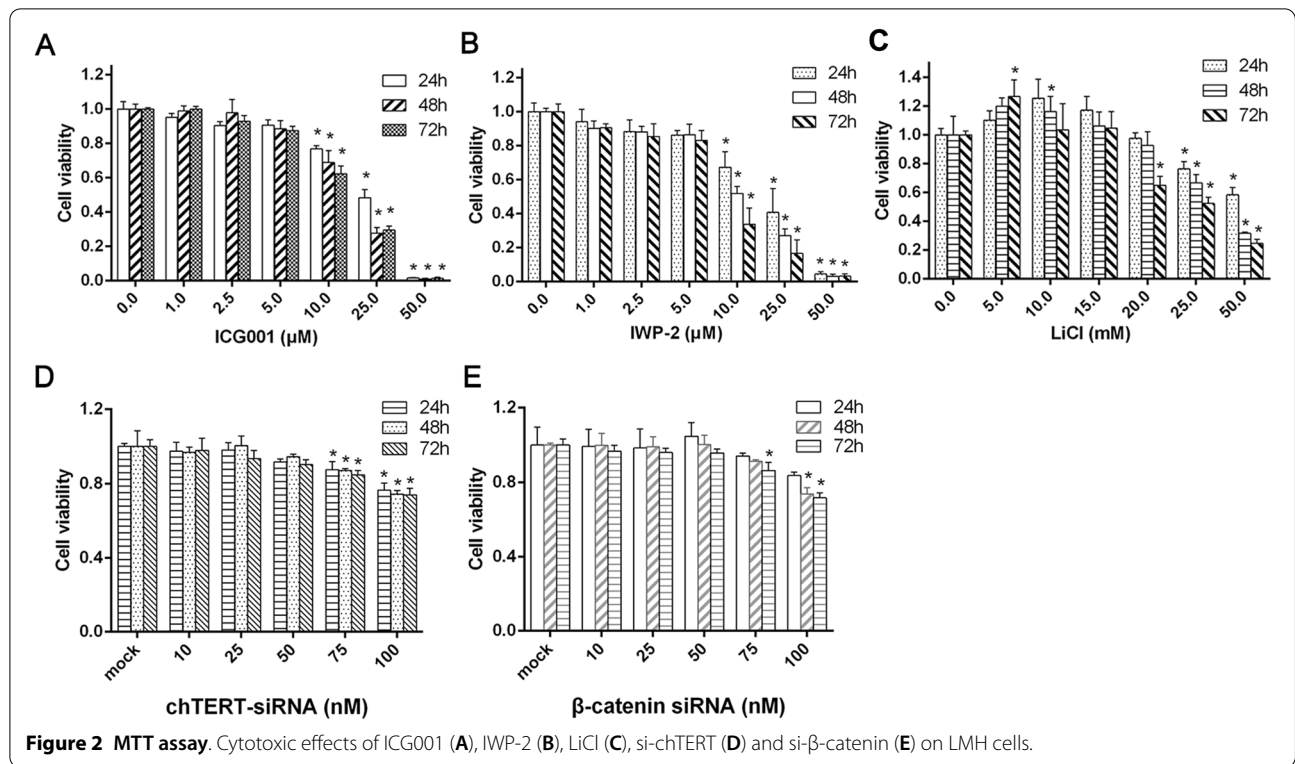 A
Cell viability
1.2
1.0
0.8
0.6
0.4
0.2
0.0
24h
48h
72h
* * *
* * *
* * *
0.0 1.0 2.5 5.0 10.0 25.0 50.0
ICG001 (µM)
B
Cell viability
1.2
1.0
0.8
0.6
0.4
0.2
0.0
24h
48h
72h
* * *
* * *
* * *
0.0 1.0 2.5 5.0 10.0 25.0 50.0
IWP-2 (µM)
C
Cell viability
1.4
1.2
1.0
0.8
0.6
0.4
0.2
0.0
24h
48h
72h
*
*
*
* * *
* * *
0.0 5.0 10.0 15.0 20.0 25.0 50.0
LiCl (mM)
D
Cell viability
1.2
0.8
0.4
0.0
24h
48h
72h
* * *
* * *
mock 10 25 50 75 100
chTERT-siRNA (nM)
E
Cell viability
1.2
0.8
0.4
0.0
24h
48h
72h
*
* *
mock 10 25 50 75 100
β-catenin siRNA (nM)
Figure 2 MTT assay. Cytotoxic effects of ICG001 (A), IWP-2 (B), LiCl (C), si-chTERT (D) and si-β-catenin (E) on LMH cells.